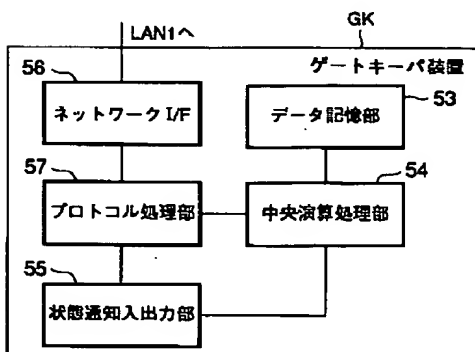 LAN1へ
GK
ゲートキーパ装置
56
ネットワーク I/F
53
データ記憶部
57
プロトコル処理部
54
中央演算処理部
55
状態通知入出力部